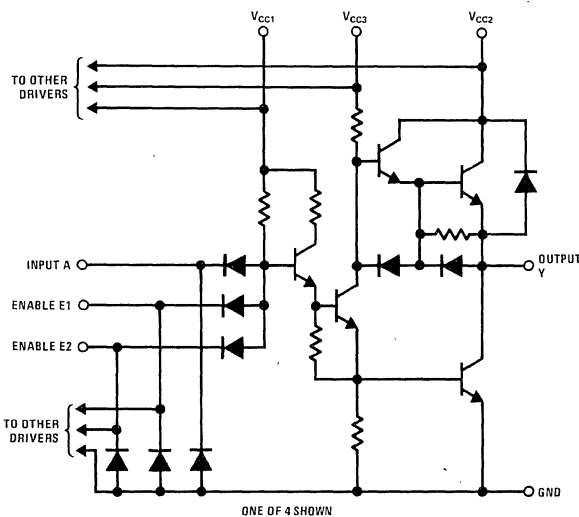 VCC1
VCC3
VCC2
TO OTHER
DRIVERS
INPUT A
ENABLE E1
ENABLE E2
OUTPUT
Y
TO OTHER
DRIVERS
GND
ONE OF 4 SHOWN